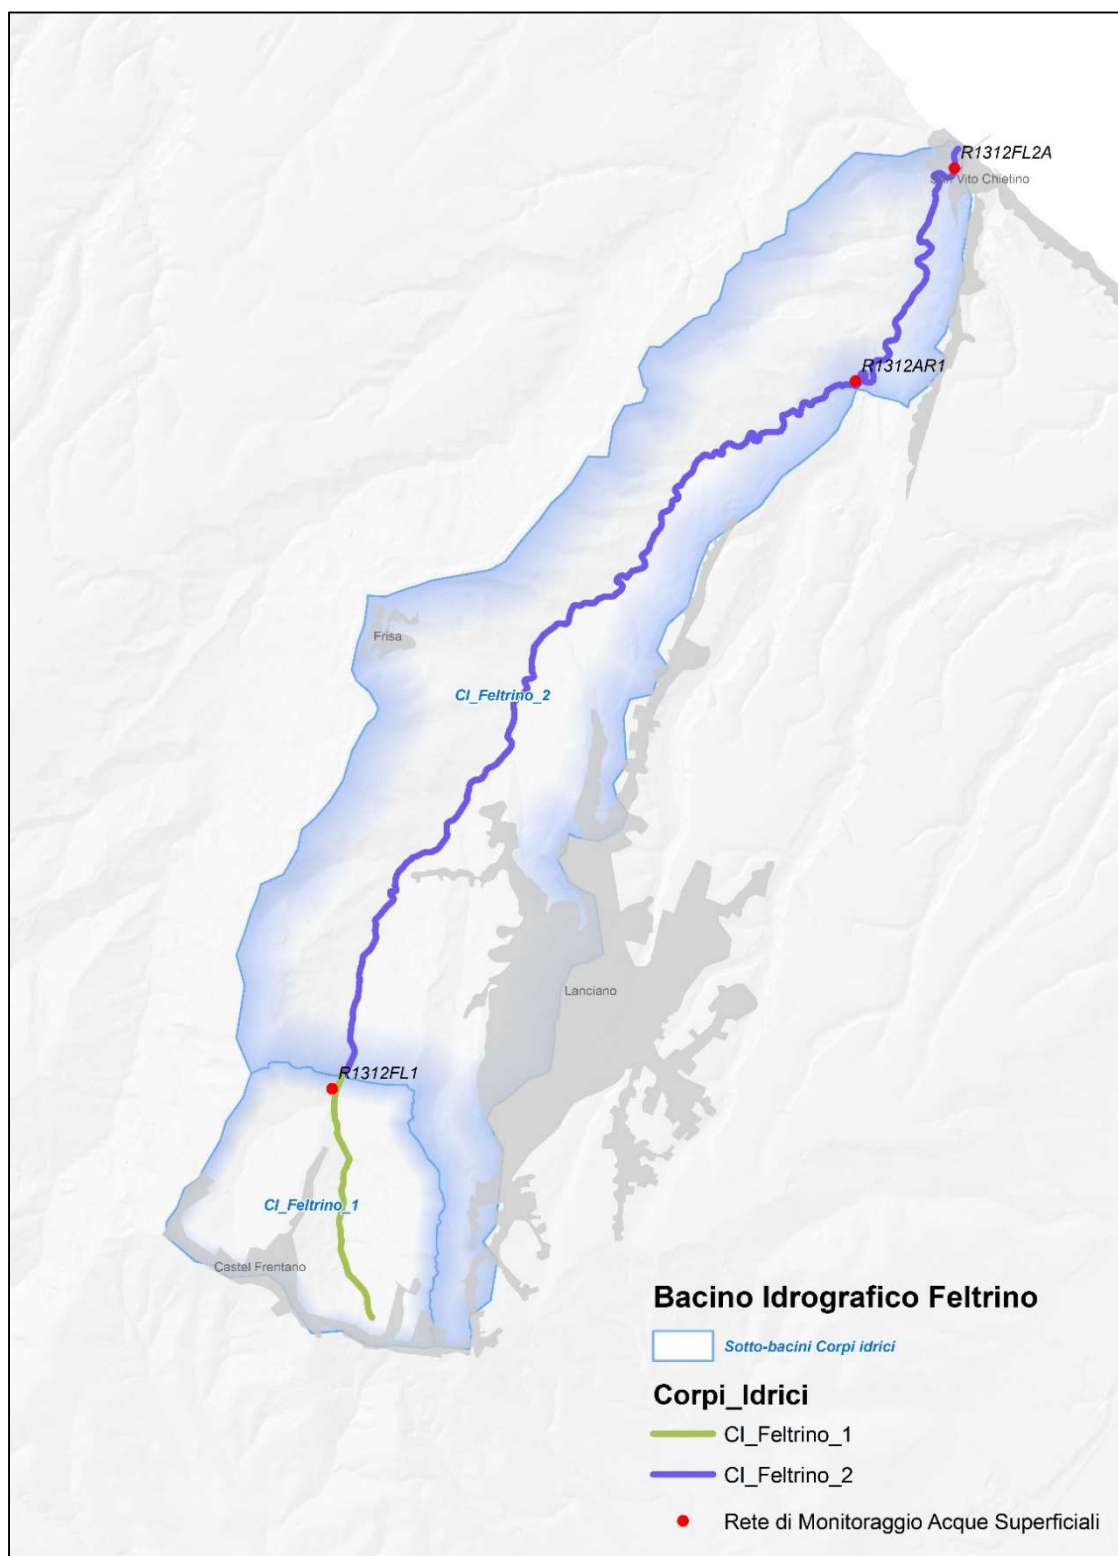 R1312FL2A
San Vito Chietino
R1312AR1
Frisa
CI_Feltrino_2
Lanciano
R1312FL1
CI_Feltrino_1
Castel Frentano
Bacino Idrografico Feltrino
Sotto-bacini Corpi idrici
Corpi_Idrici
CI_Feltrino_1
CI_Feltrino_2
Rete di Monitoraggio Acque Superficiali